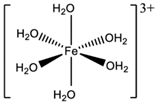 H₂O 3+
H₂O OH₂
Fe
H₂O OH₂
H₂O